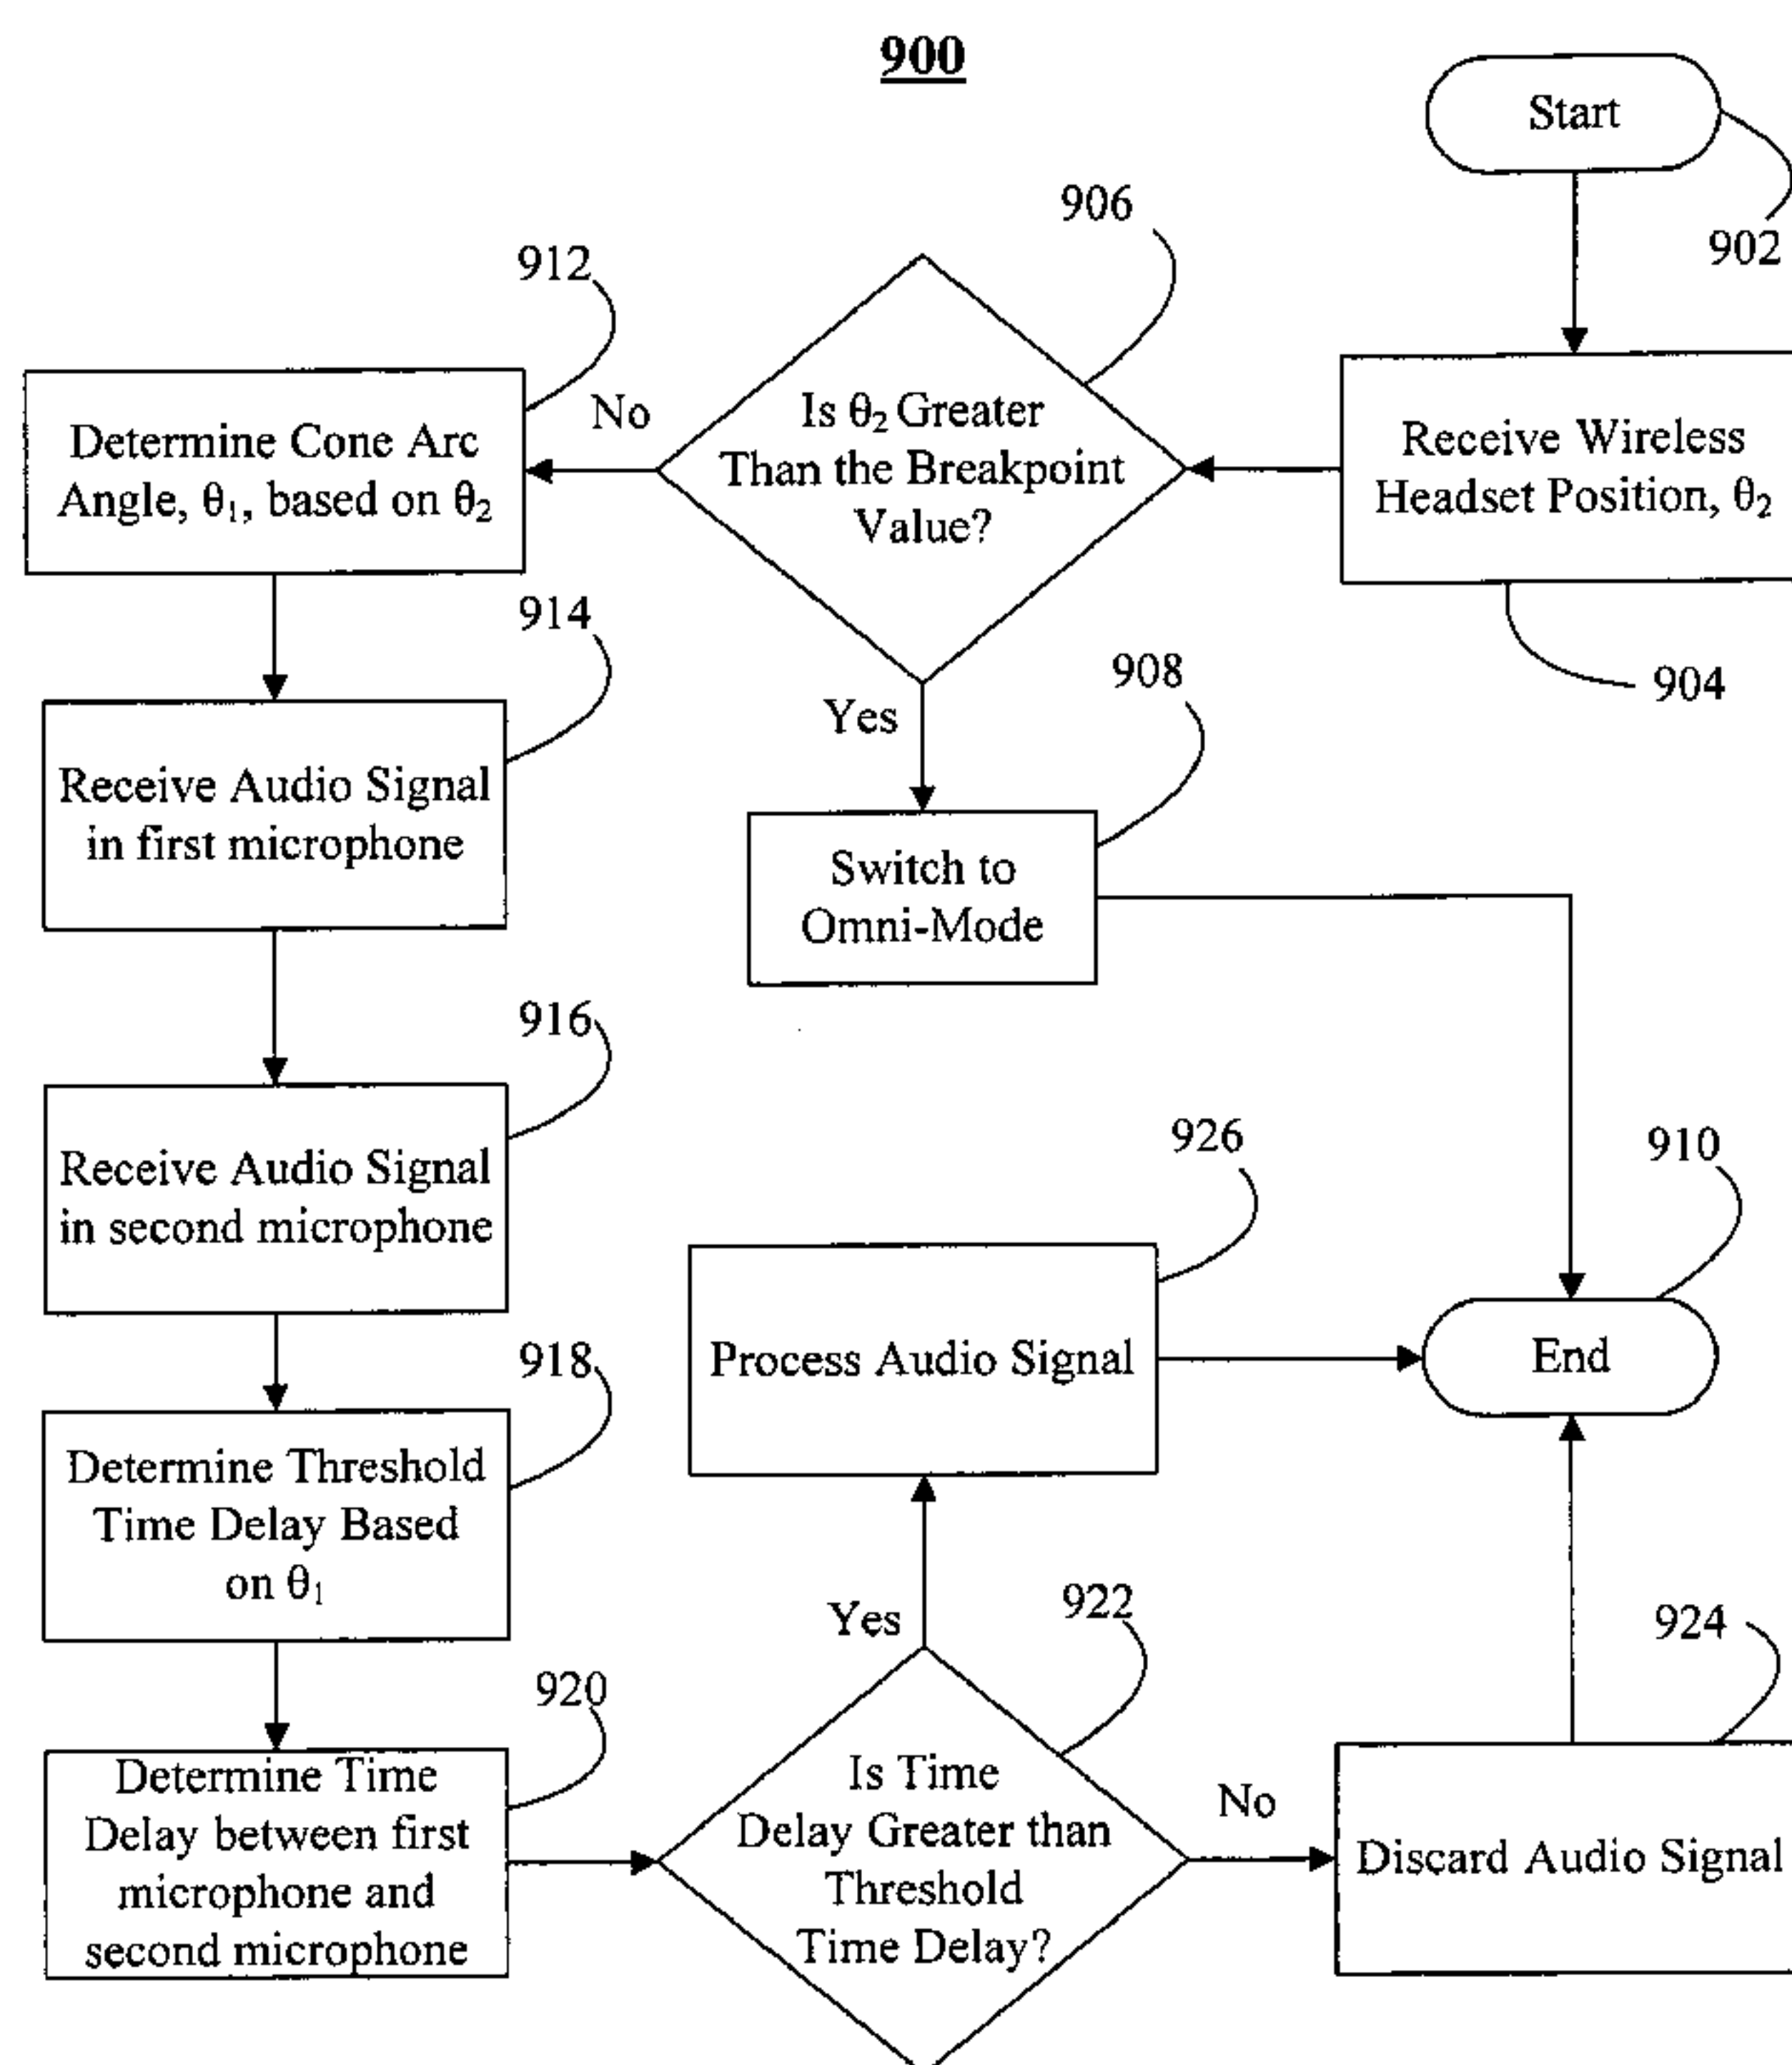 900
Start
902
906
912
Is θ₂ Greater
Than the Breakpoint
Value?
No
Determine Cone Arc
Angle, θ₁, based on θ₂
Receive Wireless
Headset Position, θ₂
904
914
908
Yes
Receive Audio Signal
in first microphone
Switch to
Omni-Mode
916
926
910
Receive Audio Signal
in second microphone
Process Audio Signal
End
918
Determine Threshold
Time Delay Based
on θ₁
Yes
922
924
920
Determine Time
Delay between first
microphone and
second microphone
Is Time
Delay Greater than
Threshold
Time Delay?
No
Discard Audio Signal